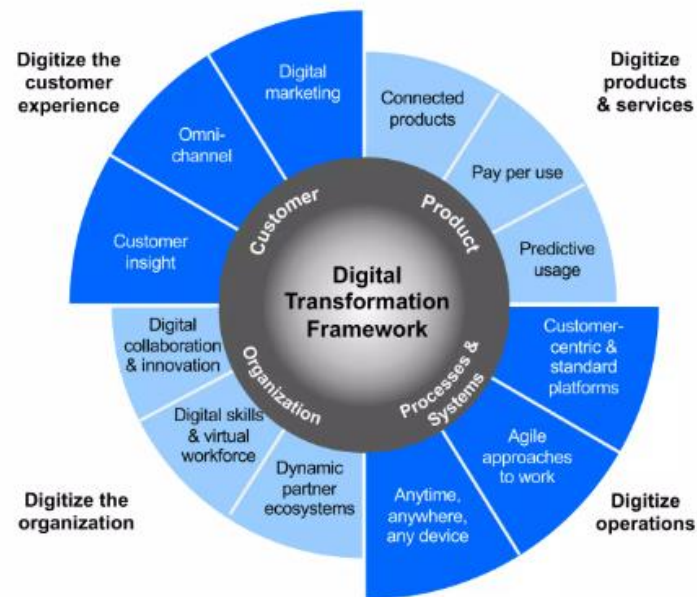 Digitize the
customer
experience
Digital
marketing
Omni-
channel
Customer
insight
Customer
Digitize
products
& services
Connected
products
Pay per use
Predictive
usage
Product
Digital
Transformation
Framework
Digital
collaboration
& innovation
Digital skills
& virtual
workforce
Dynamic
partner
ecosystems
Organization
Digitize the
organization
Customer-
centric &
standard
platforms
Agile
approaches
to work
Anytime,
anywhere,
any device
Processes &
Systems
Digitize
operations